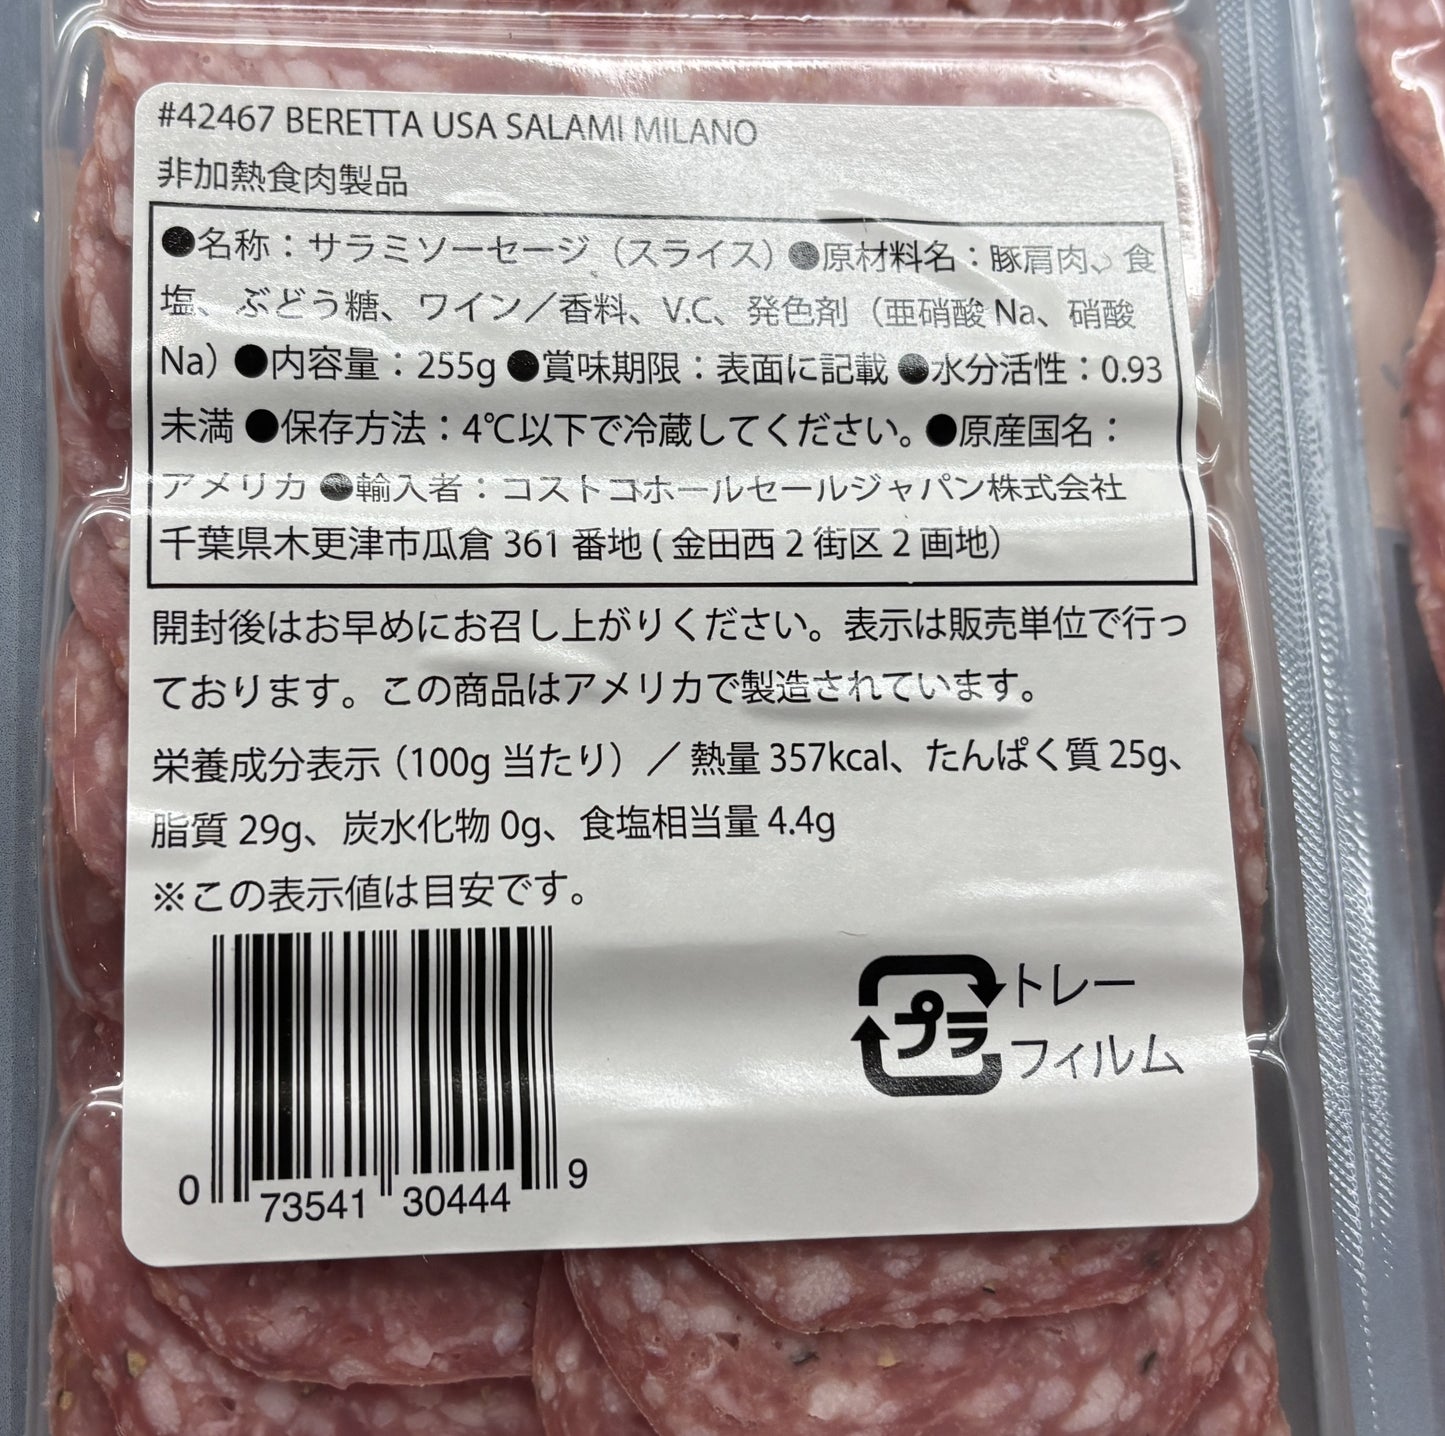 #42467 BERETTA USA SALAMI MILANO
非加熱食肉製品
●名称：サラミソーセージ（スライス）●原材料名：豚肩肉、食
塩、ぶどう糖、ワイン／香料、V.C、発色剤（亜硝酸 Na、硝酸
Na）●内容量：255g ●賞味期限：表面に記載 ●水分活性：0.93
未満 ●保存方法：4℃以下で冷蔵してください。●原産国名：
アメリカ ●輸入者：コストコホールセールジャパン株式会社
千葉県木更津市瓜倉 361 番地 ( 金田西 2 街区 2 画地）
開封後はお早めにお召し上がりください。表示は販売単位で行っ
ております。この商品はアメリカで製造されています。
栄養成分表示（100g 当たり）／ 熱量 357kcal、たんぱく質 25g、
脂質 29g、炭水化物 0g、食塩相当量 4.4g
※この表示値は目安です。
プラ トレー
フィルム
0 73541 30444 9